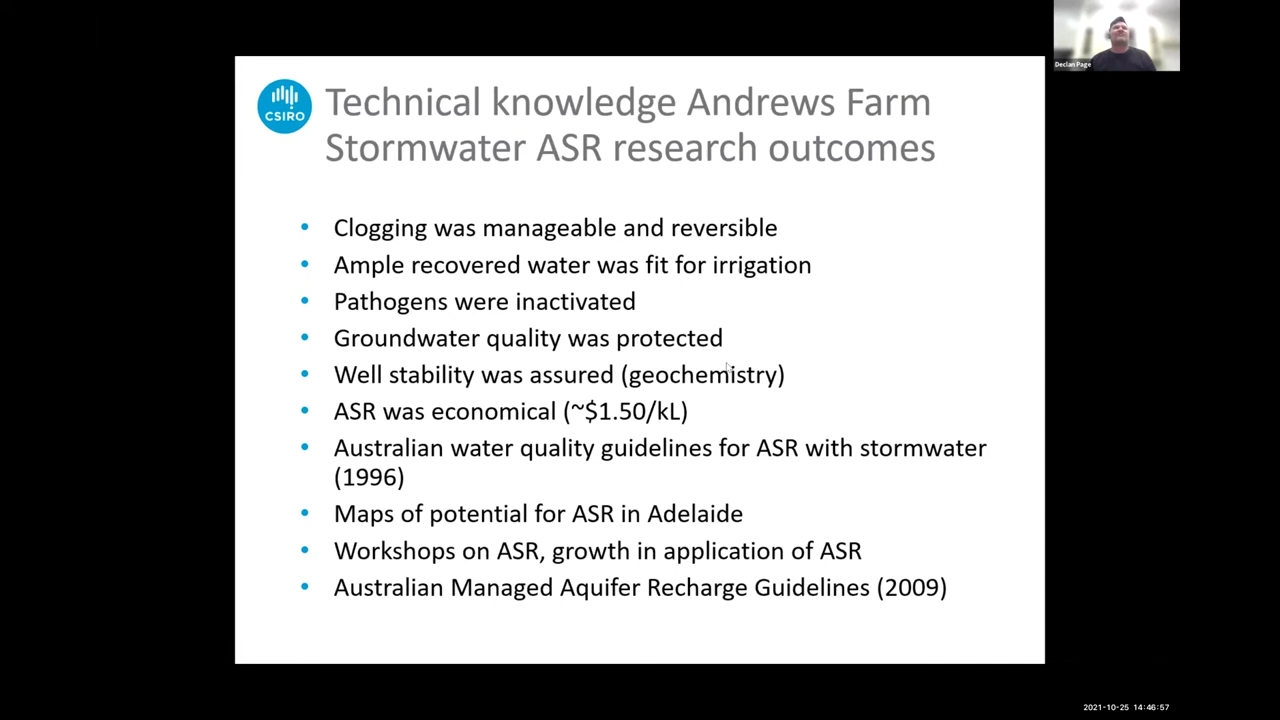 Declan Page
CSIRO
Technical knowledge Andrews Farm
Stormwater ASR research outcomes
• Clogging was manageable and reversible
• Ample recovered water was fit for irrigation
• Pathogens were inactivated
• Groundwater quality was protected
• Well stability was assured (geochemistry)
• ASR was economical (~$1.50/kL)
• Australian water quality guidelines for ASR with stormwater
(1996)
• Maps of potential for ASR in Adelaide
• Workshops on ASR, growth in application of ASR
• Australian Managed Aquifer Recharge Guidelines (2009)
2021-10-25 14:46:57